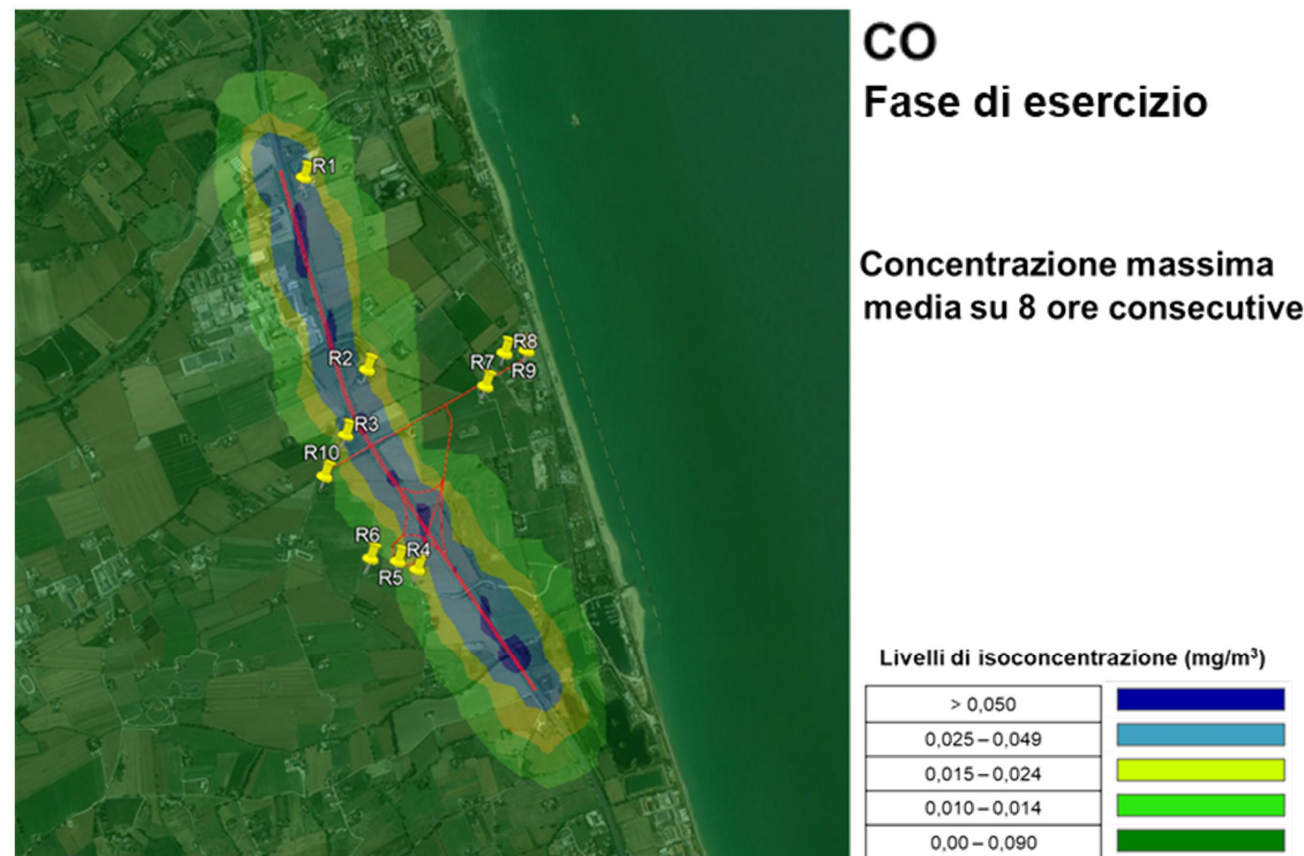 CO
Fase di esercizio
Concentrazione massima
media su 8 ore consecutive
R1
R2
R8
R7
R9
R3
R10
R6
R4
R5
Livelli di isoconcentrazione (mg/m³)
> 0,050
0,025 – 0,049
0,015 – 0,024
0,010 – 0,014
0,00 – 0,090